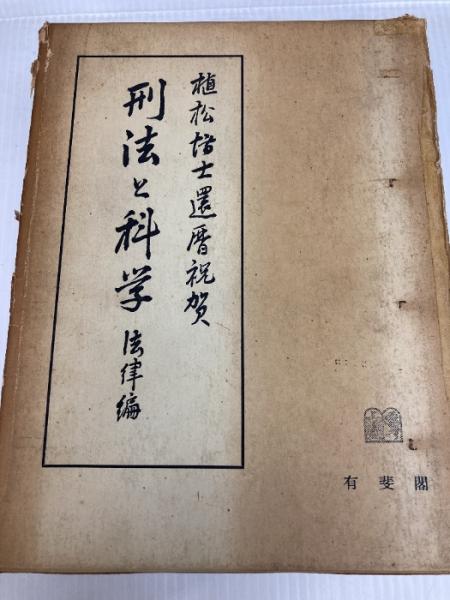 植松博士還暦祝賀
刑法と科学 法律編
有斐閣